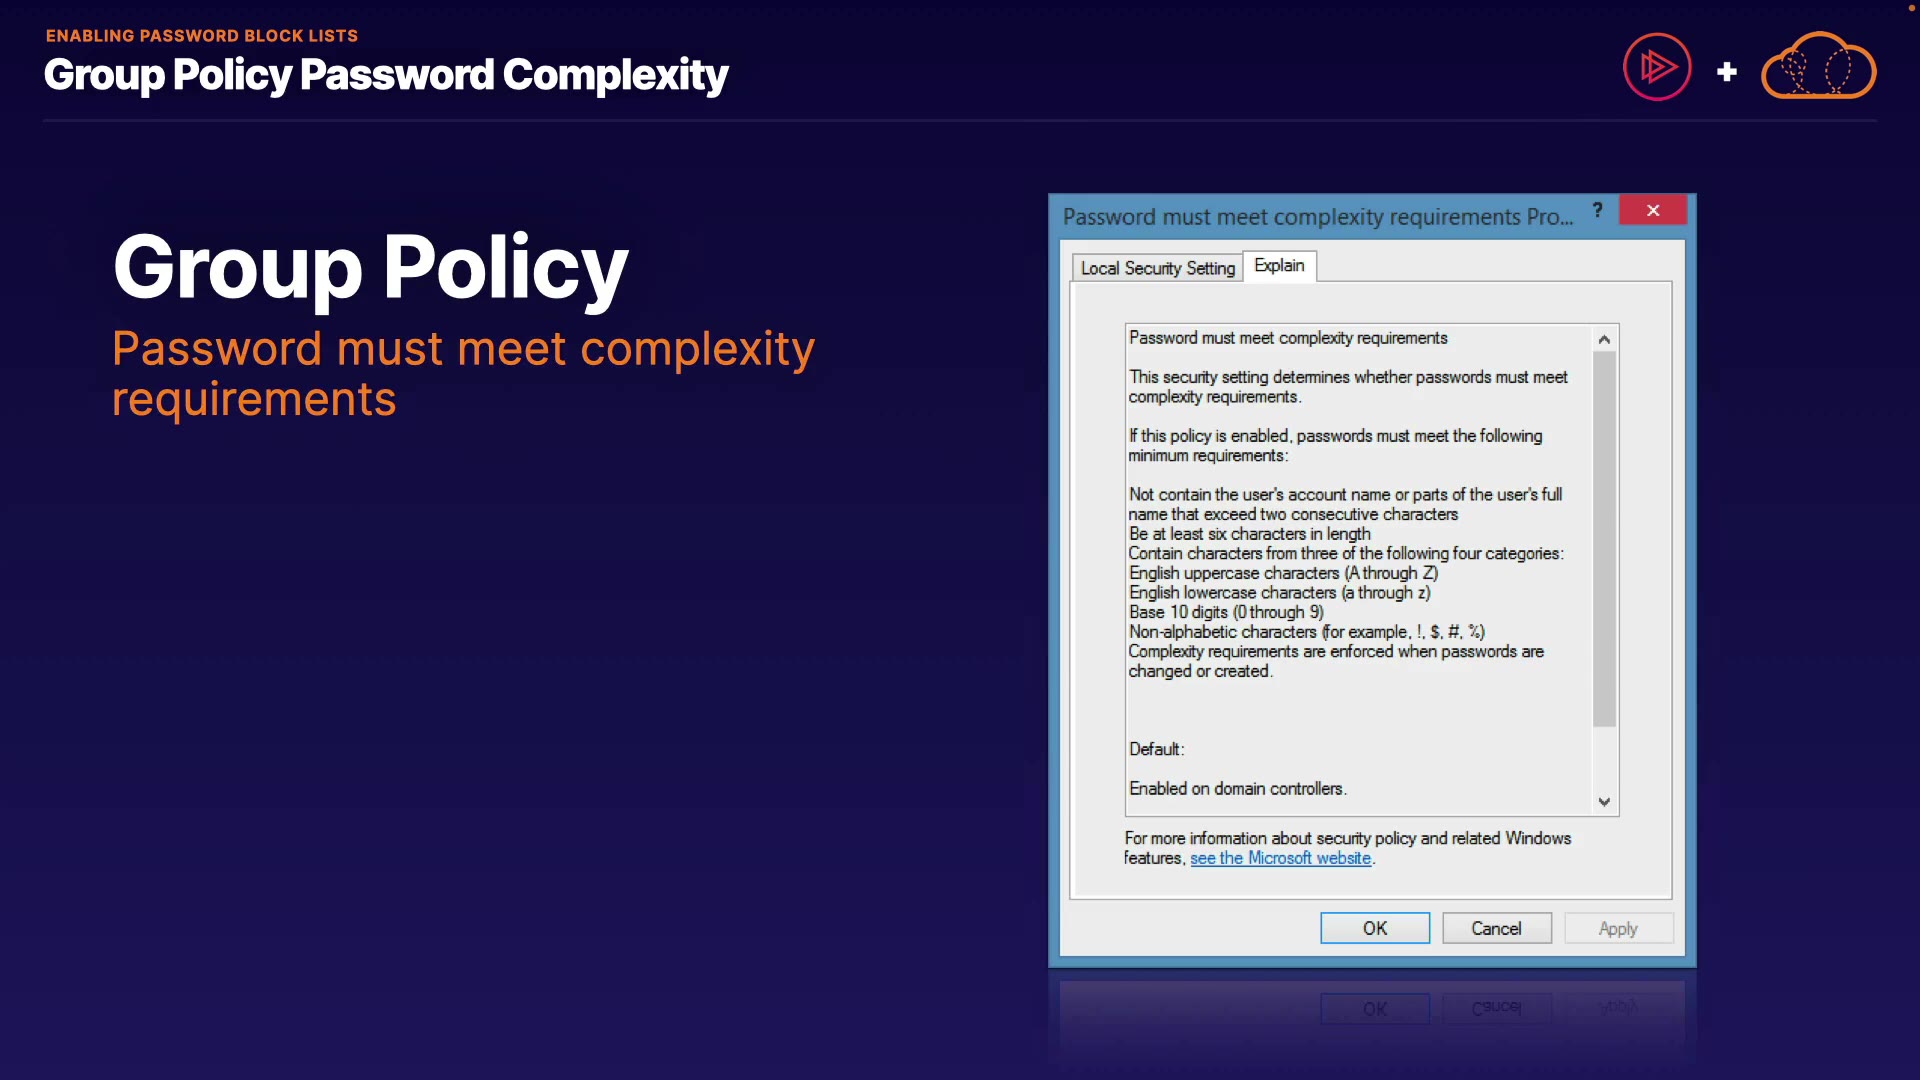 ENABLING PASSWORD BLOCK LISTS
Group Policy Password Complexity
+
Group Policy
Password must meet complexity
requirements
Password must meet complexity requirements Pro...
?
Local Security Setting
Explain
Password must meet complexity requirements
This security setting determines whether passwords must meet
complexity requirements.
If this policy is enabled, passwords must meet the following
minimum requirements:
Not contain the user's account name or parts of the user's full
name that exceed two consecutive characters
Be at least six characters in length
Contain characters from three of the following four categories:
English uppercase characters (A through Z)
English lowercase characters (a through z)
Base 10 digits (0 through 9)
Non-alphabetic characters (for example, !, $, #, %)
Complexity requirements are enforced when passwords are
changed or created.
Default:
Enabled on domain controllers.
For more information about security policy and related Windows
features, see the Microsoft website.
OK
Cancel
Apply